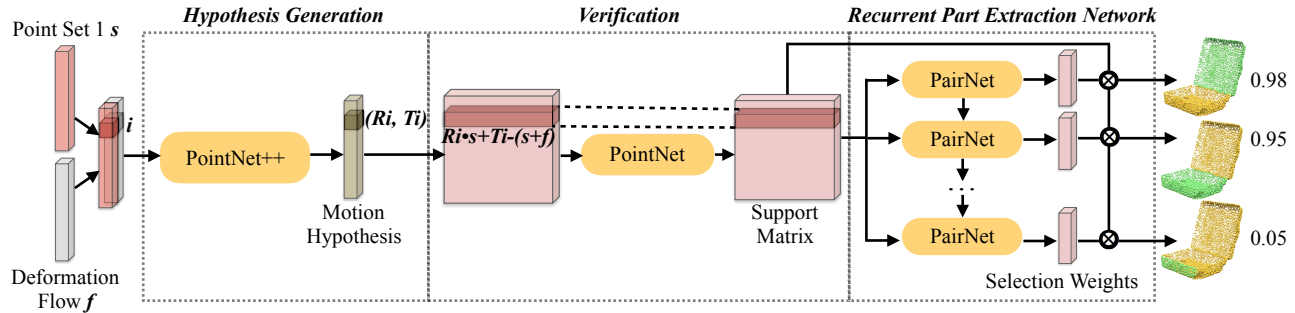 Hypothesis Generation
Verification
Recurrent Part Extraction Network
Point Set 1 s
i
PointNet++
(Ri, Ti)
Motion
Hypothesis
Ri•s+Ti-(s+f)
PointNet
Support
Matrix
PairNet
PairNet
...
PairNet
Selection Weights
0.98
0.95
0.05
Deformation
Flow f